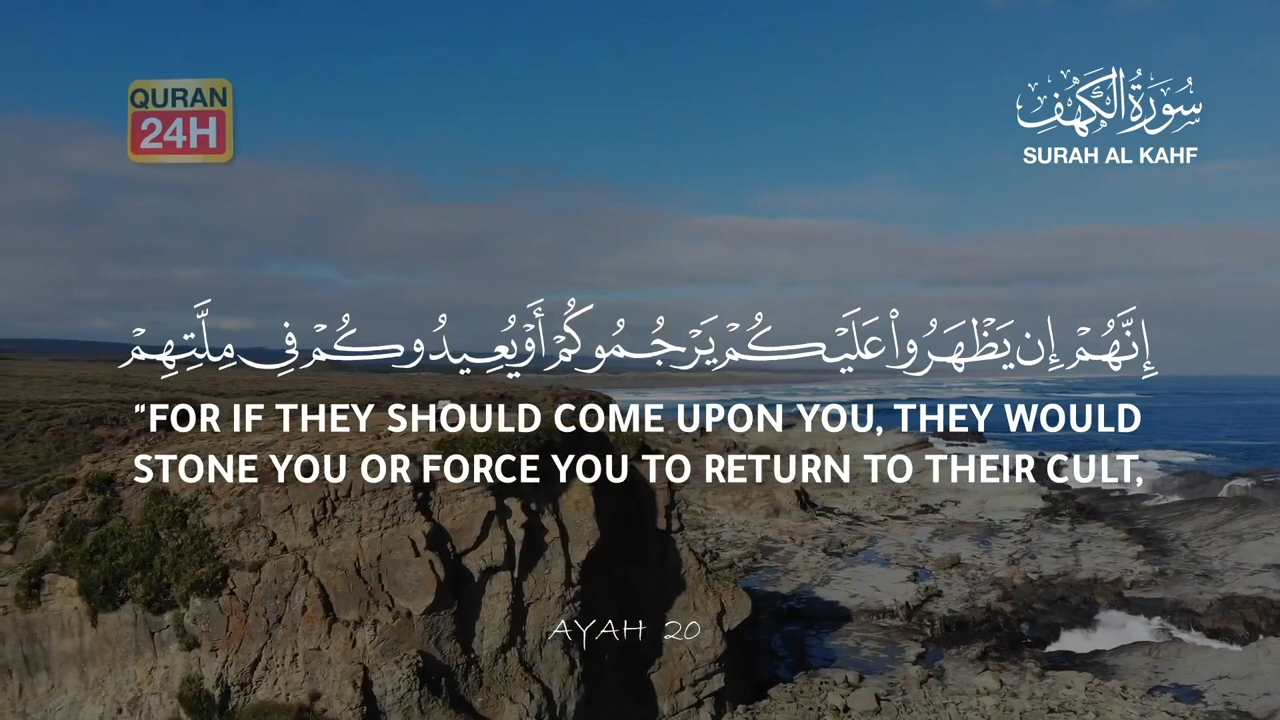 QURAN
24H
سُورَةُ الكَهْفِ
SURAH AL KAHF
إِنَّهُمْ إِن يَظْهَرُوا۟ عَلَيْكُمْ يَرْجُمُوكُمْ أَوْ يُعِيدُوكُمْ فِى مِلَّتِهِمْ
"FOR IF THEY SHOULD COME UPON YOU, THEY WOULD
STONE YOU OR FORCE YOU TO RETURN TO THEIR CULT,
AYAH 20